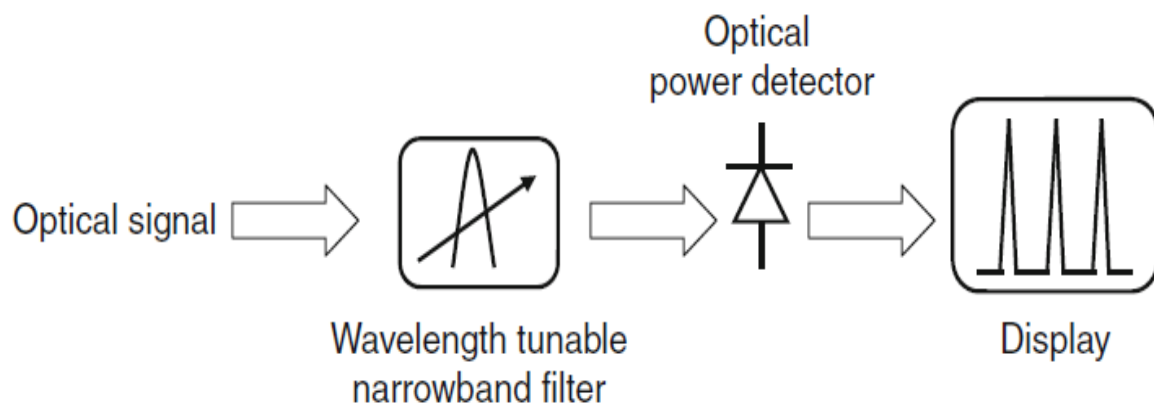 Optical
power detector
Optical signal
Wavelength tunable
narrowband filter
Display